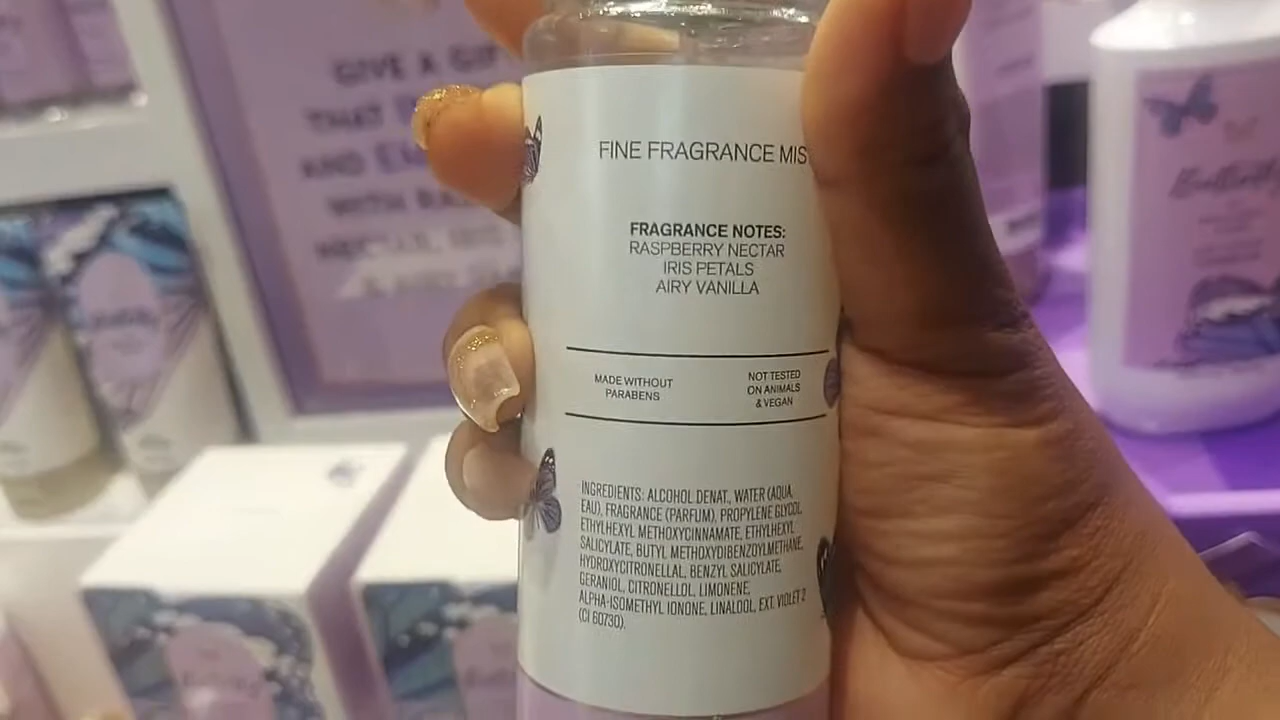 GIVE A GIF
THAT
AND
WITH
FINE FRAGRANCE MIS
FRAGRANCE NOTES:
RASPBERRY NECTAR
IRIS PETALS
AIRY VANILLA
MADE WITHOUT
PARABENS
NOT TESTED
ON ANIMALS
& VEGAN
INGREDIENTS: ALCOHOL DENAT., WATER (AQUA,
EAU), FRAGRANCE (PARFUM), PROPYLENE GLYCOL,
ETHYLHEXYL METHOXYCINNAMATE, ETHYLHEXYL
SALICYLATE, BUTYL METHOXYDIBENZOYLMETHANE,
HYDROXYCITRONELLAL, BENZYL SALICYLATE,
GERANIOL, CITRONELLOL, LIMONENE,
ALPHA-ISOMETHYL IONONE, LINALOOL, EXT. VIOLET 2
(CI 60730).